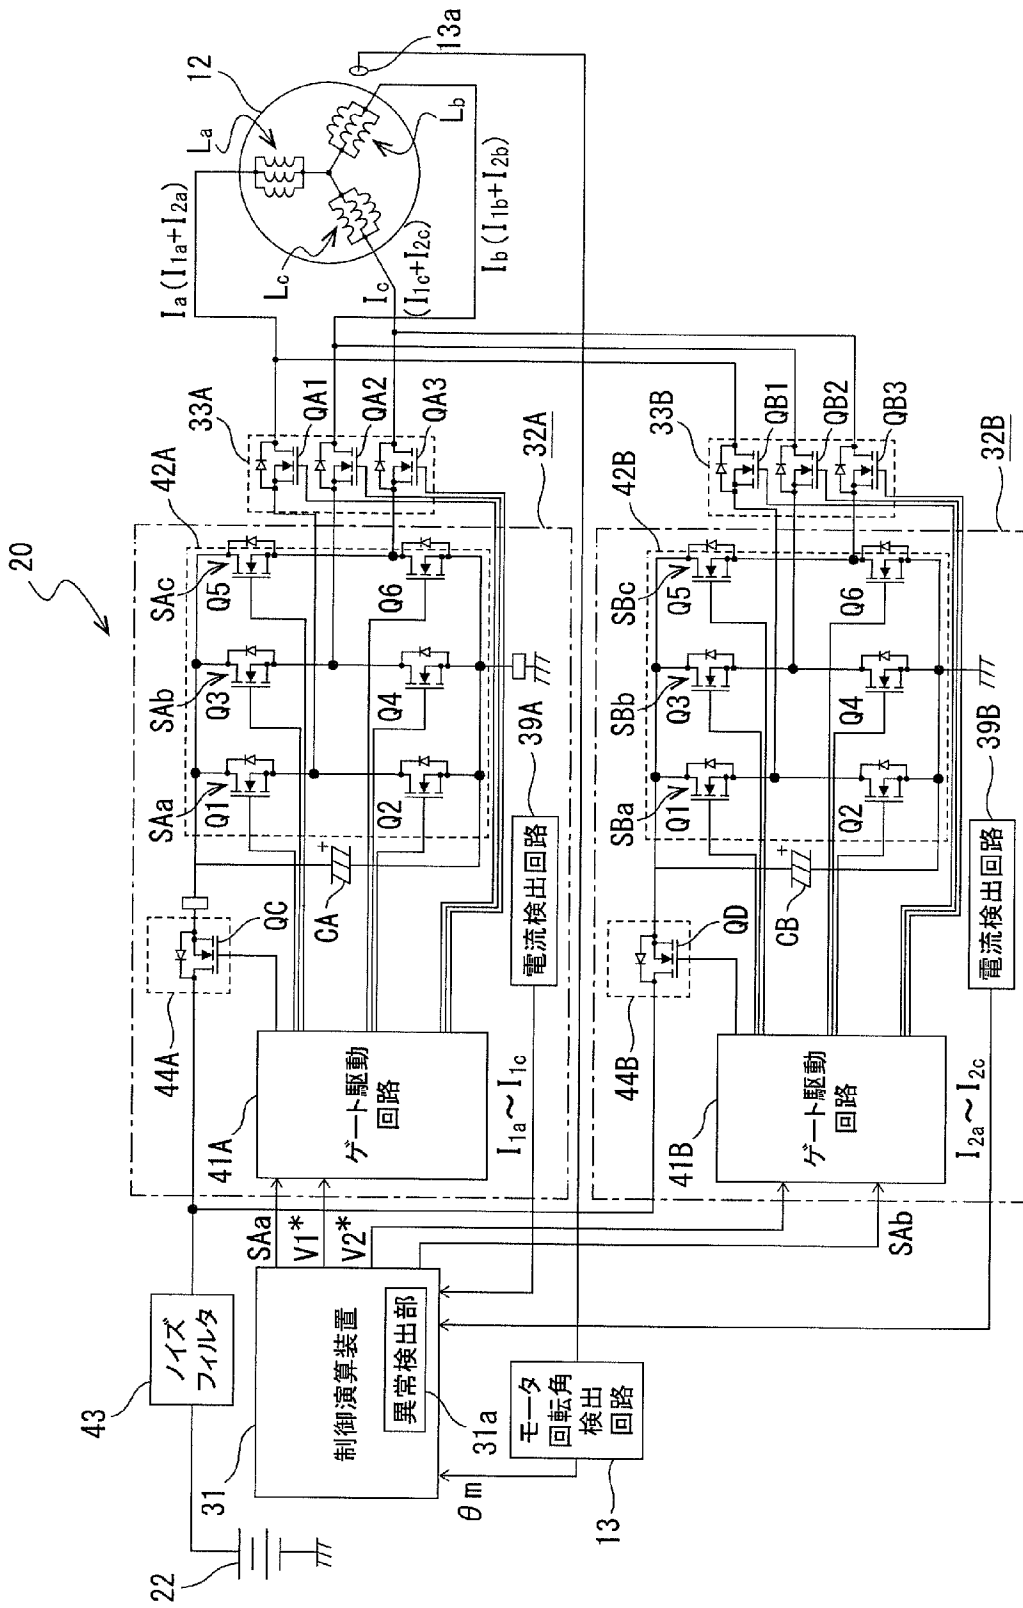 20
22
43
ノイズ
フィルタ
31
制御演算装置
異常検出部
31a
θm
モータ
回転角
検出
回路
13
SAa
V1*
V2*
SAb
44A
QC
41A
ゲート駆動
回路
CA
+
42A
SAa
SAb
SAc
Q1
Q3
Q5
Q2
Q4
Q6
39A
電流検出回路
I1a～I1c
32A
33A
QA1
QA2
QA3
Ia(I1a+I2a)
Ic
(I1c+I2c)
Ib(I1b+I2b)
La
Lb
Lc
12
13a
44B
QD
41B
ゲート駆動
回路
CB
+
42B
SBa
SBb
SBc
Q1
Q3
Q5
Q2
Q4
Q6
39B
電流検出回路
I2a～I2c
32B
33B
QB1
QB2
QB3